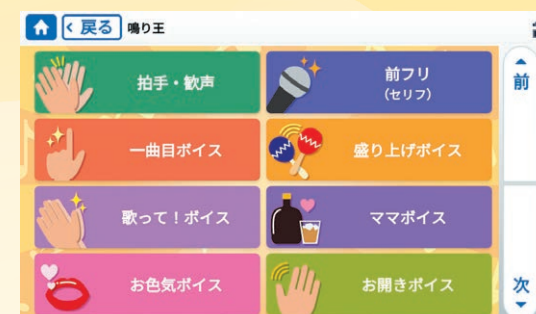 戻る 鳴り王
拍手・歓声
前フリ
(セリフ)
一曲目ボイス
盛り上げボイス
歌って！ボイス
ママボイス
お色気ボイス
お開きボイス
前
次